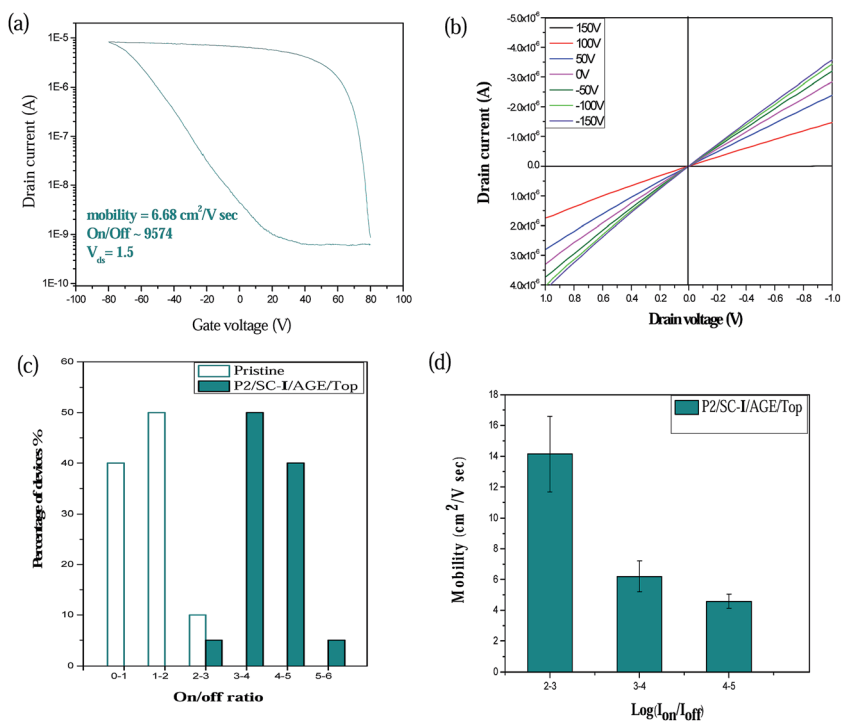 (a)
1E-5
1E-6
1E-7
1E-8
1E-9
1E-10
Drain current (A)
mobility = 6.68 cm²/V sec
On/Off ~ 9574
Vds= 1.5
-100 -80 -60 -40 -20 0 20 40 60 80 100
Gate voltage (V)
(b)
-5.0x10⁻⁶
-4.0x10⁻⁶
-3.0x10⁻⁶
-2.0x10⁻⁶
-1.0x10⁻⁶
0.0
1.0x10⁻⁶
2.0x10⁻⁶
3.0x10⁻⁶
4.0x10⁻⁶
Drain current (A)
150V
100V
50V
0V
-50V
-100V
-150V
1.0 0.8 0.6 0.4 0.2 0.0 -0.2 -0.4 -0.6 -0.8 -1.0
Drain voltage (V)
(c)
60
50
40
30
20
10
0
Percentage of devices %
Pristine
P2/SC-I/AGE/Top
0-1 1-2 2-3 3-4 4-5 5-6
On/off ratio
(d)
18
16
14
12
10
8
6
4
2
0
Mobility (cm²/V sec)
P2/SC-I/AGE/Top
2-3 3-4 4-5
Log(Ion/Ioff)